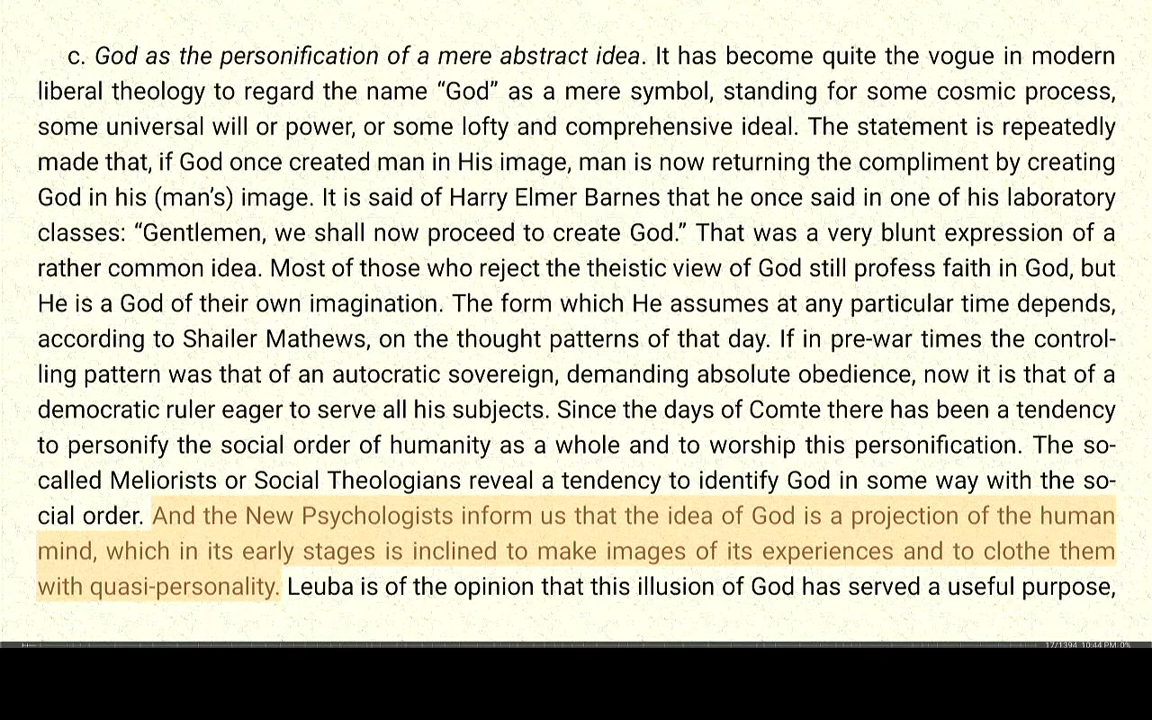 c. God as the personification of a mere abstract idea. It has become quite the vogue in modern
liberal theology to regard the name “God” as a mere symbol, standing for some cosmic process,
some universal will or power, or some lofty and comprehensive ideal. The statement is repeatedly
made that, if God once created man in His image, man is now returning the compliment by creating
God in his (man’s) image. It is said of Harry Elmer Barnes that he once said in one of his laboratory
classes: “Gentlemen, we shall now proceed to create God.” That was a very blunt expression of a
rather common idea. Most of those who reject the theistic view of God still profess faith in God, but
He is a God of their own imagination. The form which He assumes at any particular time depends,
according to Shailer Mathews, on the thought patterns of that day. If in pre-war times the control-
ling pattern was that of an autocratic sovereign, demanding absolute obedience, now it is that of a
democratic ruler eager to serve all his subjects. Since the days of Comte there has been a tendency
to personify the social order of humanity as a whole and to worship this personification. The so-
called Meliorists or Social Theologians reveal a tendency to identify God in some way with the so-
cial order. And the New Psychologists inform us that the idea of God is a projection of the human
mind, which in its early stages is inclined to make images of its experiences and to clothe them
with quasi-personality. Leuba is of the opinion that this illusion of God has served a useful purpose,
17/1394 10:44 PM 0%